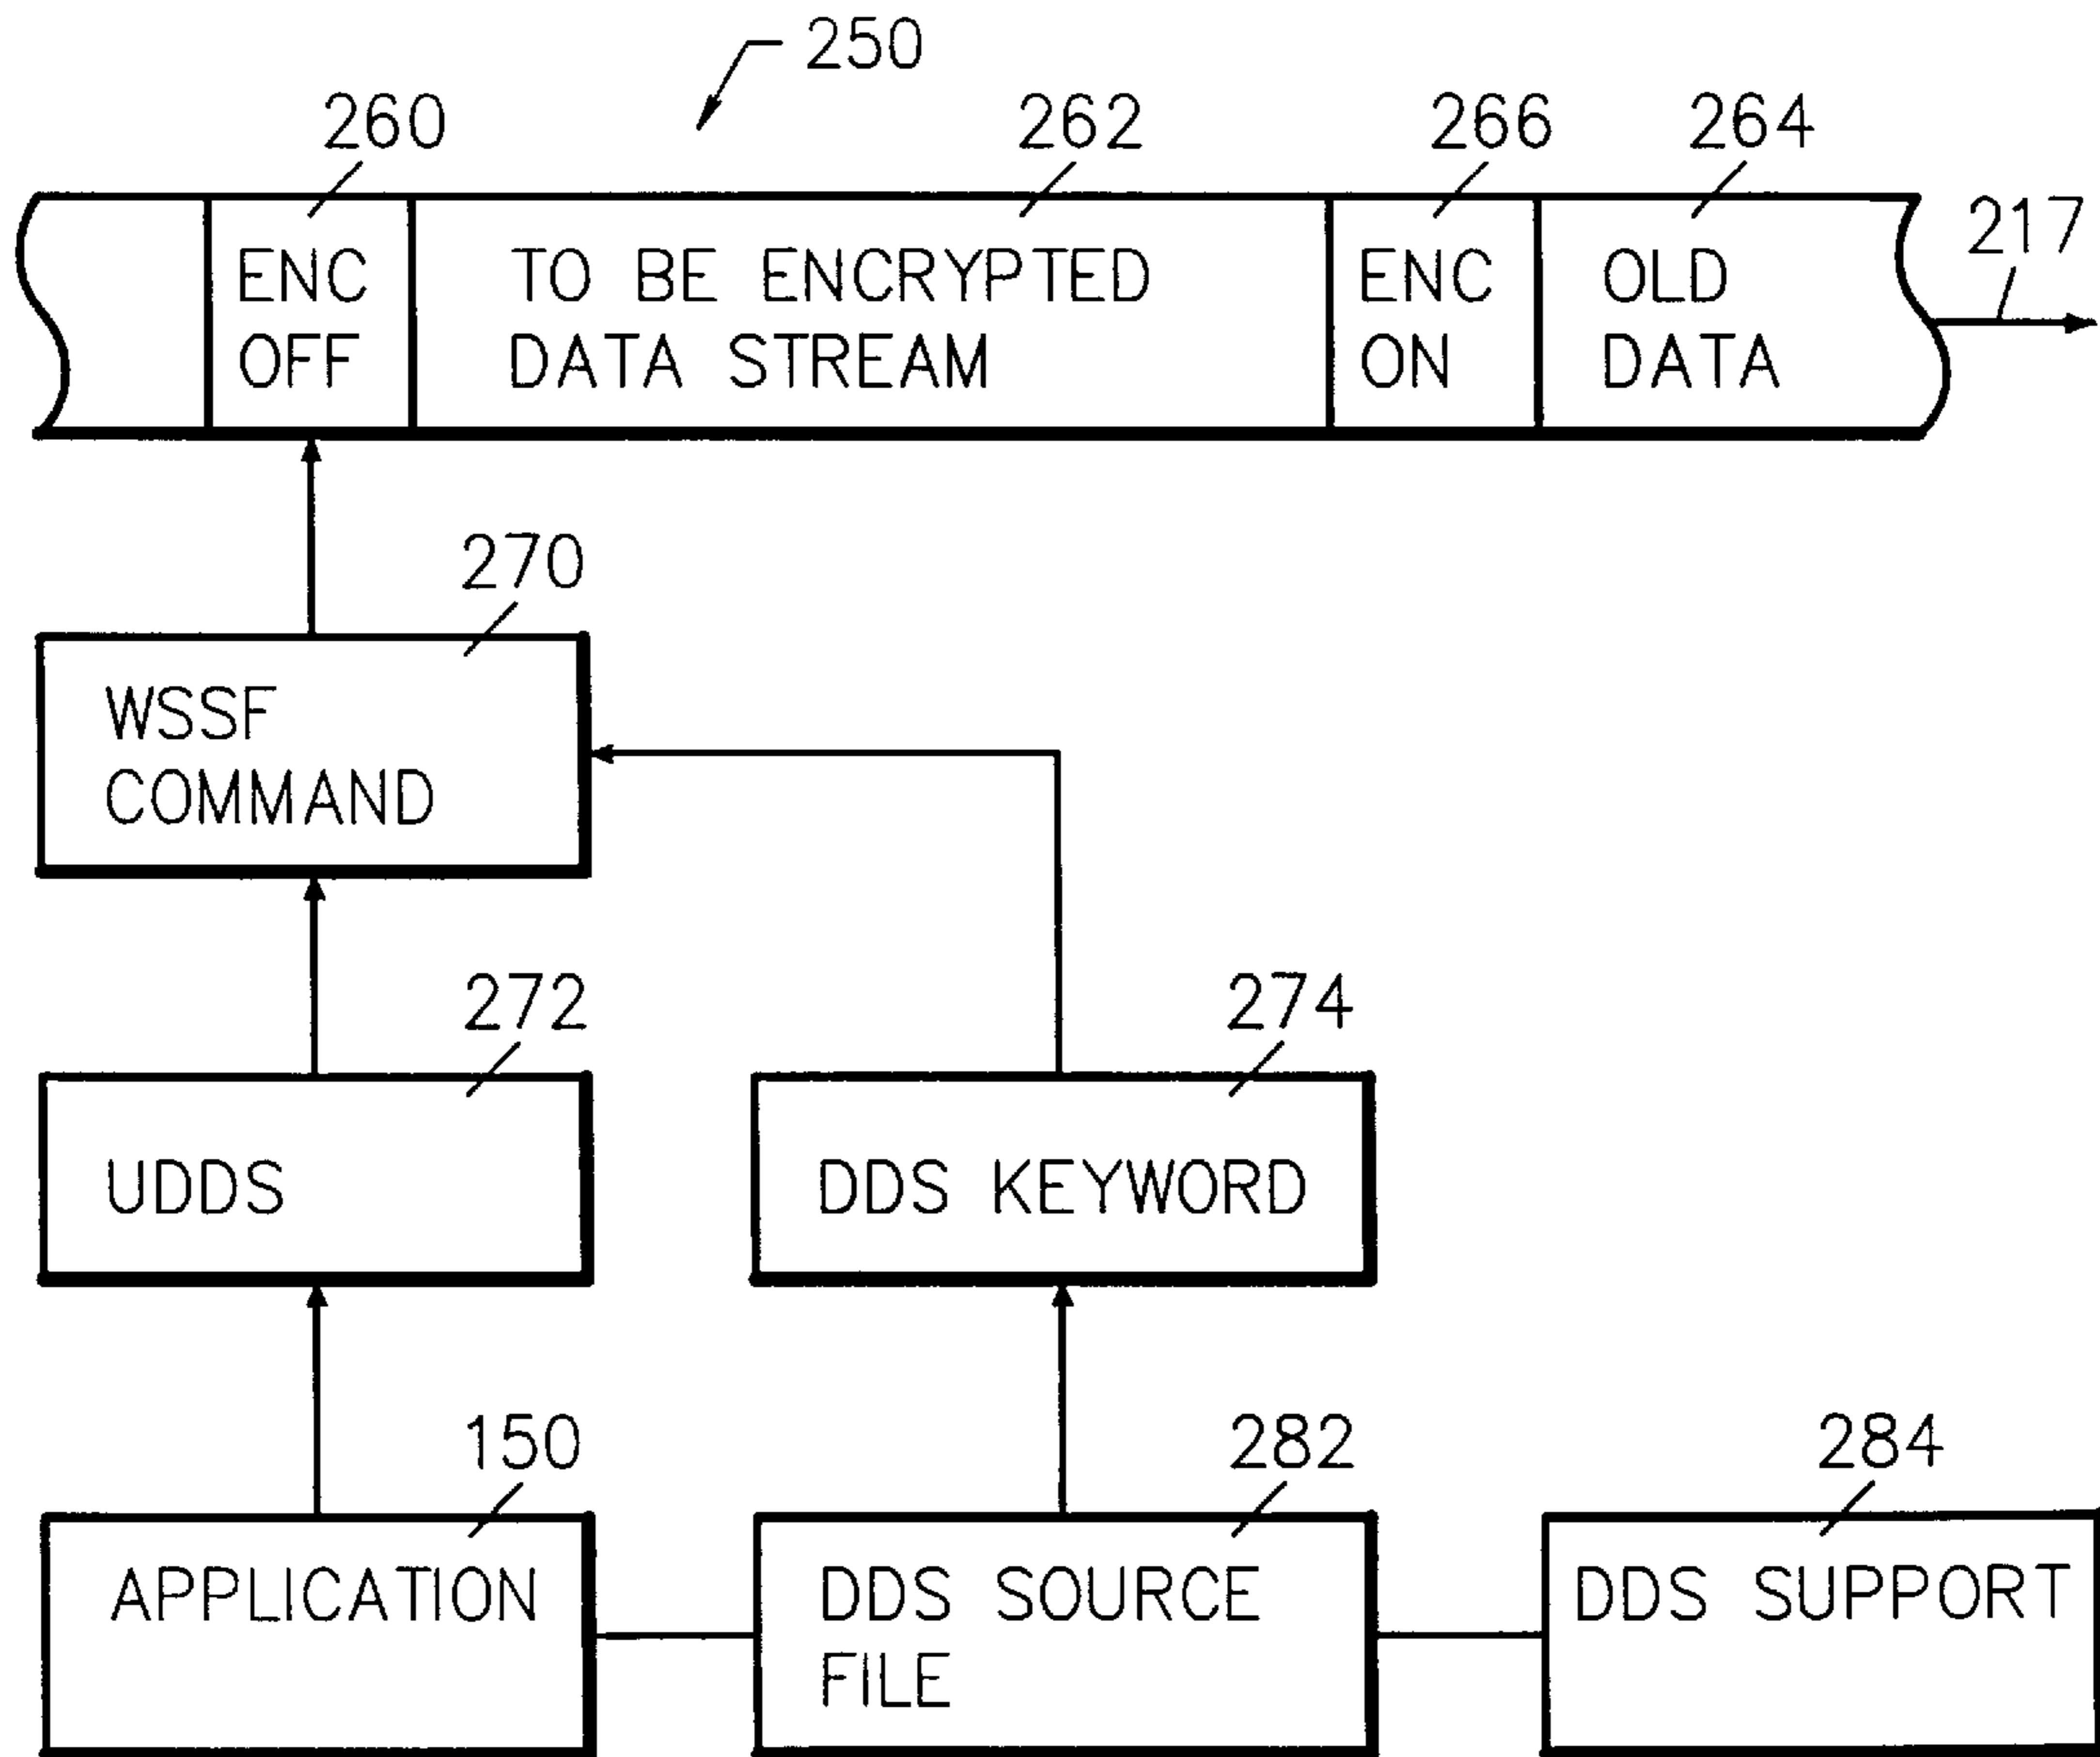 250
260
262
266
264
217
ENC
OFF
TO BE ENCRYPTED
DATA STREAM
ENC
ON
OLD
DATA
270
WSSF
COMMAND
272
274
UDDS
DDS KEYWORD
150
282
284
APPLICATION
DDS SOURCE
FILE
DDS SUPPORT